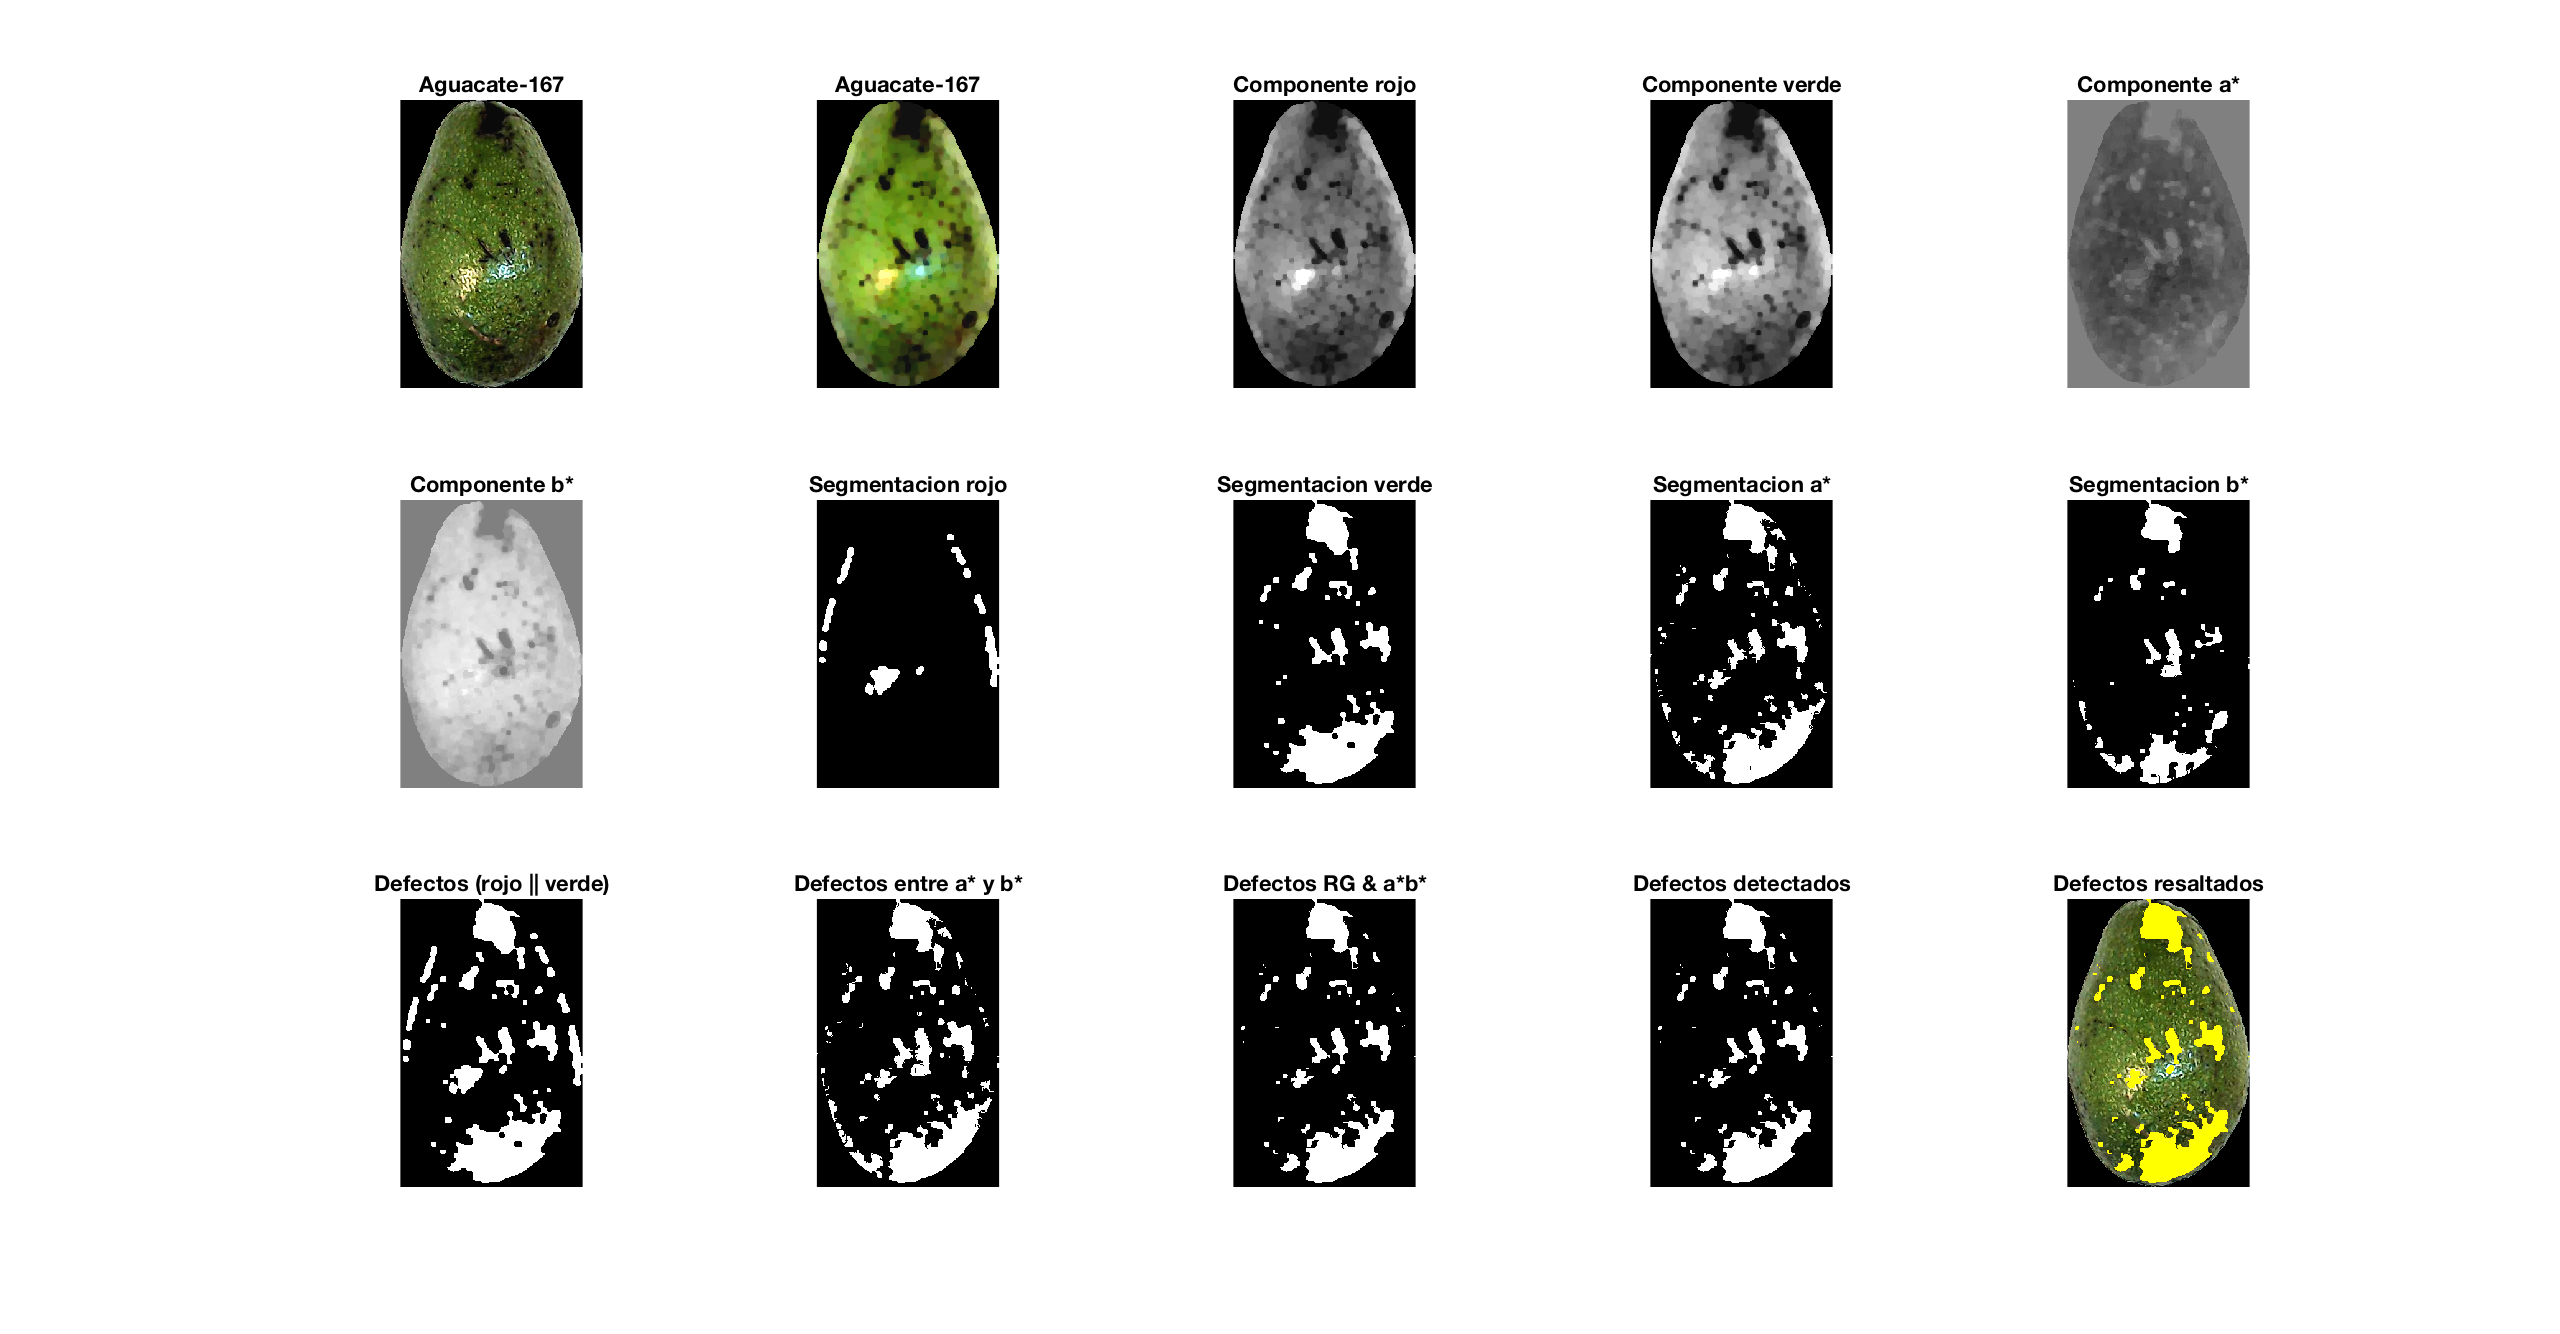 Aguacate-167
Aguacate-167
Componente rojo
Componente verde
Componente a*
Componente b*
Segmentacion rojo
Segmentacion verde
Segmentacion a*
Segmentacion b*
Defectos (rojo || verde)
Defectos entre a* y b*
Defectos RG & a*b*
Defectos detectados
Defectos resaltados